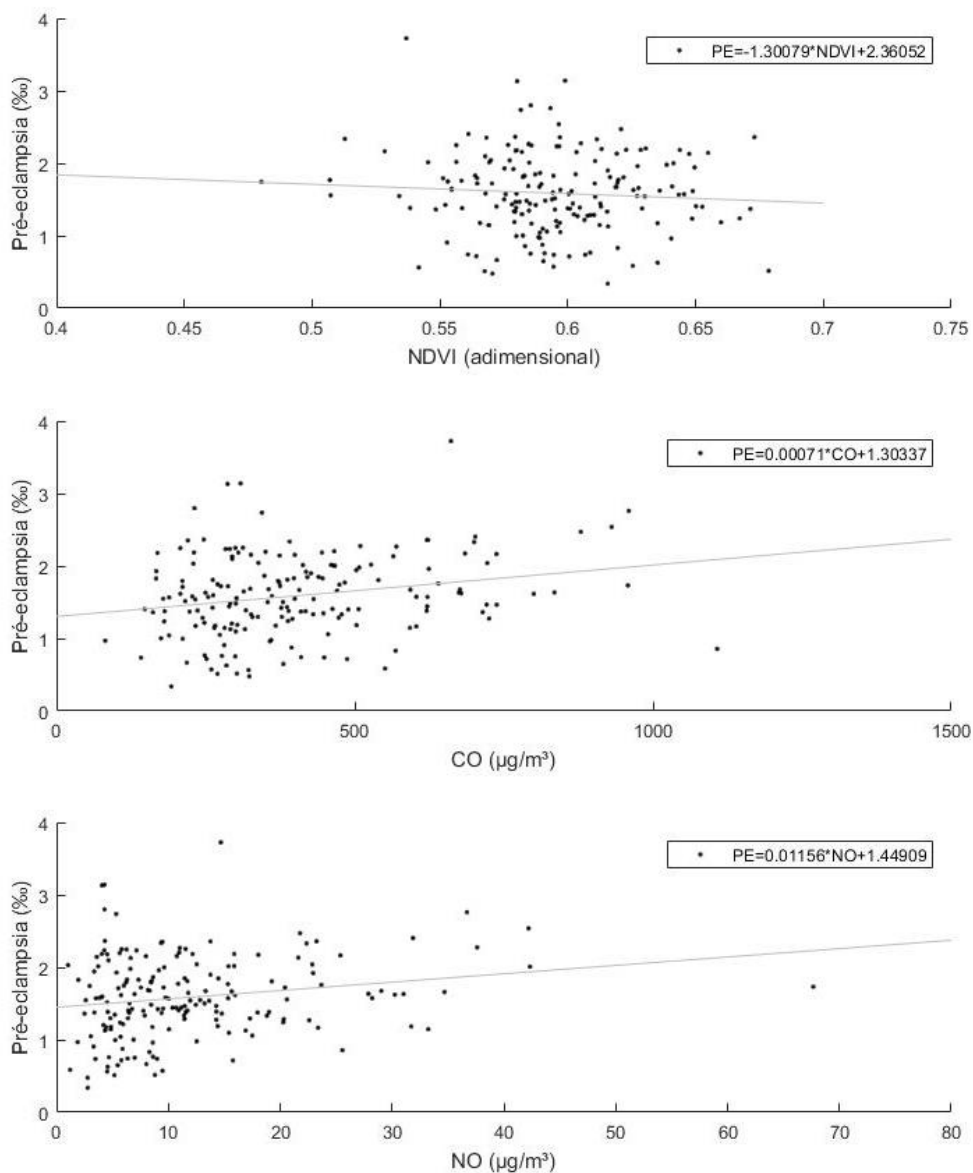 4
PE=-1.30079*NDVI+2.36052
3
2
1
0
Pré-eclampsia (‰)
0.4 0.45 0.5 0.55 0.6 0.65 0.7 0.75
NDVI (adimensional)
4
PE=0.00071*CO+1.30337
3
2
1
0
Pré-eclampsia (‰)
0 500 1000 1500
CO (µg/m³)
4
PE=0.01156*NO+1.44909
3
2
1
0
Pré-eclampsia (‰)
0 10 20 30 40 50 60 70 80
NO (µg/m³)